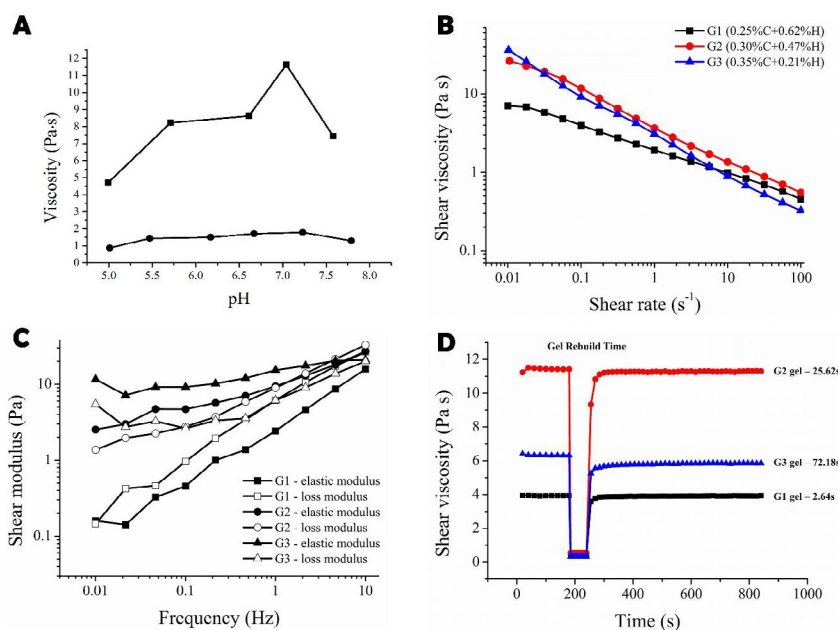 A
Viscosity (Pa·s)
13
12
11
10
9
8
7
6
5
4
3
2
1
0
5.0 5.5 6.0 6.5 7.0 7.5 8.0
pH
B
G1 (0.25%C+0.62%H)
G2 (0.30%C+0.47%H)
G3 (0.35%C+0.21%H)
Shear viscosity (Pa s)
10
1
0.1
0.01 0.1 1 10 100
Shear rate (s⁻¹)
C
Shear modulus (Pa)
10
1
0.1
G1 - elastic modulus
G1 - loss modulus
G2 - elastic modulus
G2 - loss modulus
G3 - elastic modulus
G3 - loss modulus
0.01 0.1 1 10
Frequency (Hz)
D
Gel Rebuild Time
Shear viscosity (Pa s)
12
10
8
6
4
2
0
G2 gel – 25.62s
G3 gel – 72.18s
G1 gel – 2.64s
0 200 400 600 800 1000
Time (s)